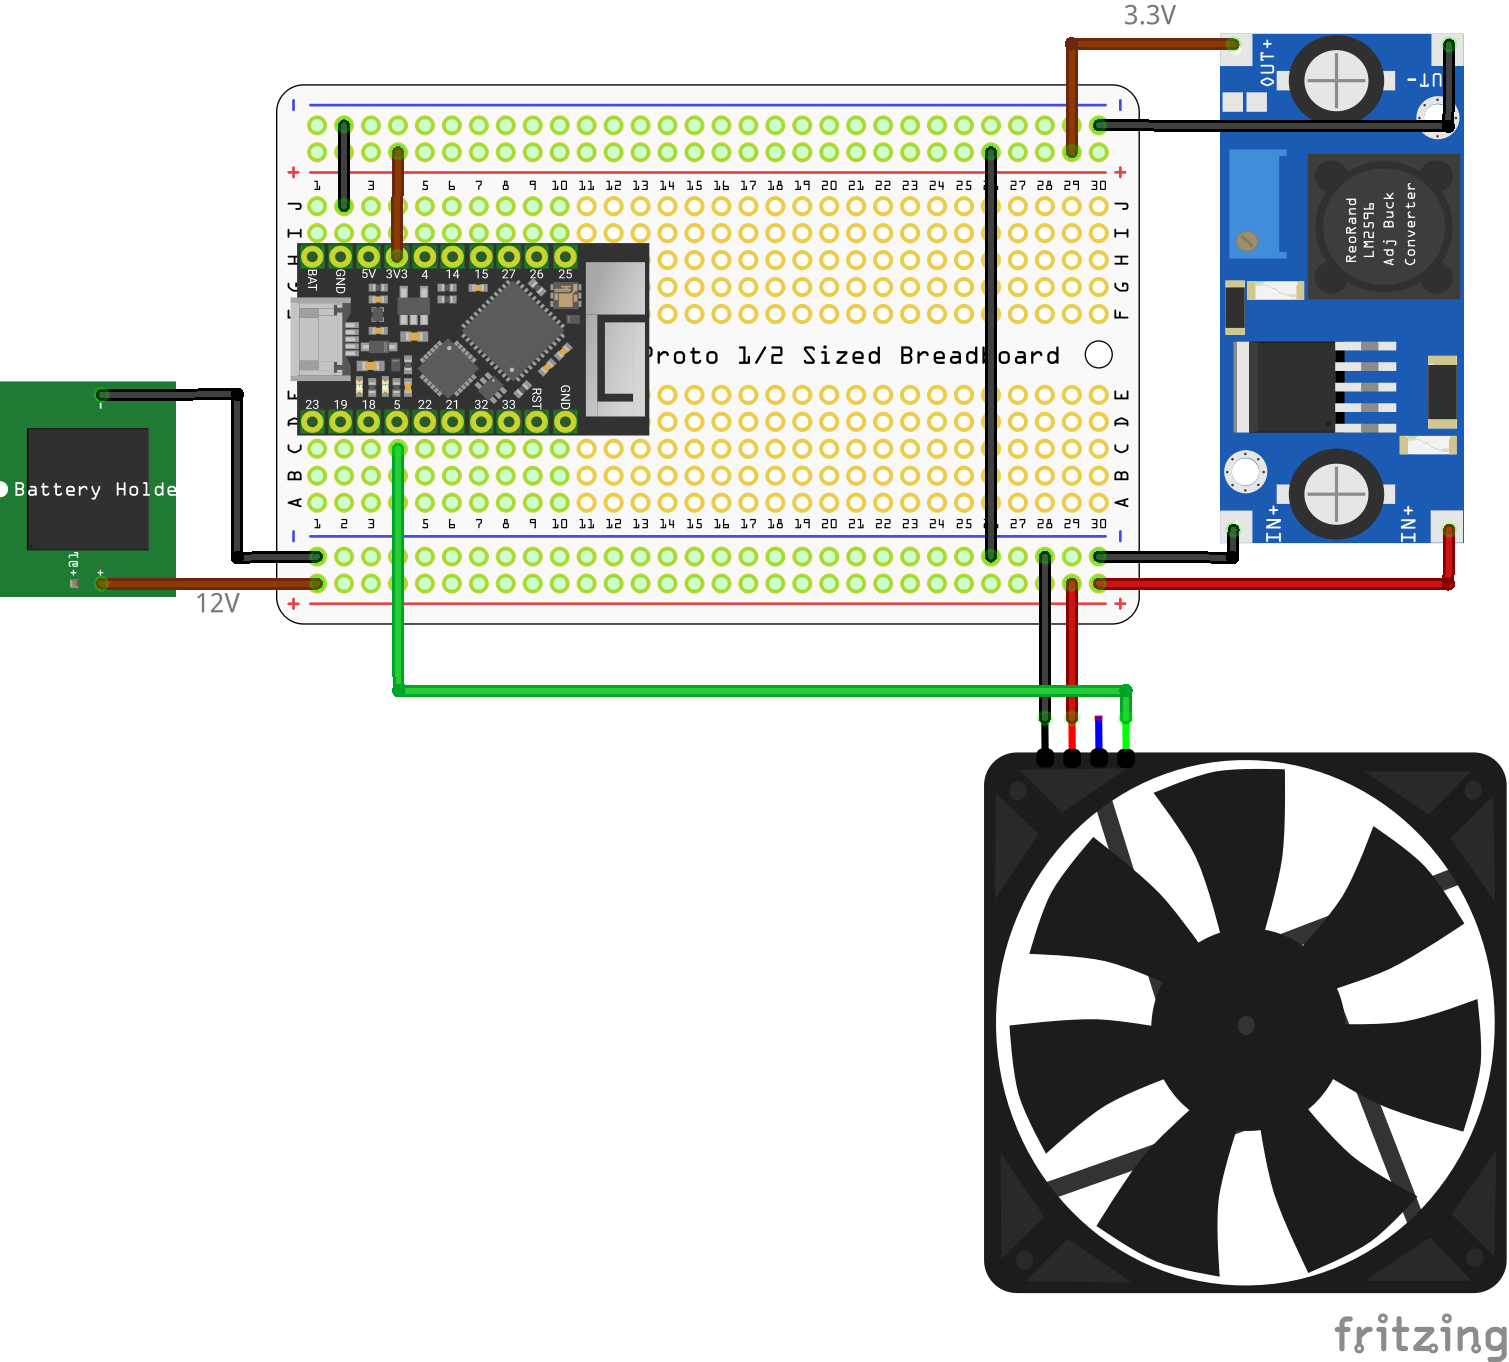 3.3V
OUT+
OUT-
1 3 5 6 7 8 9 10 11 12 13 14 15 16 17 18 19 20 21 22 23 24 25 27 28 29 30
J
I
H
G
F
J
I
H
G
F
BAT GND 5V 3V3 4 14 15 27 26 25
ReoRand
LM2596
Adj Buck
Converter
Proto 1/2 Sized Breadboard
23 19 18 5 22 21 32 33 RST GND
E
D
C
B
A
E
D
C
B
A
1 2 3 5 6 7 8 9 10 11 12 13 14 15 16 17 18 19 20 21 22 23 24 25 27 28 29 30
IN+
IN+
Battery Holde
12V
fritzing